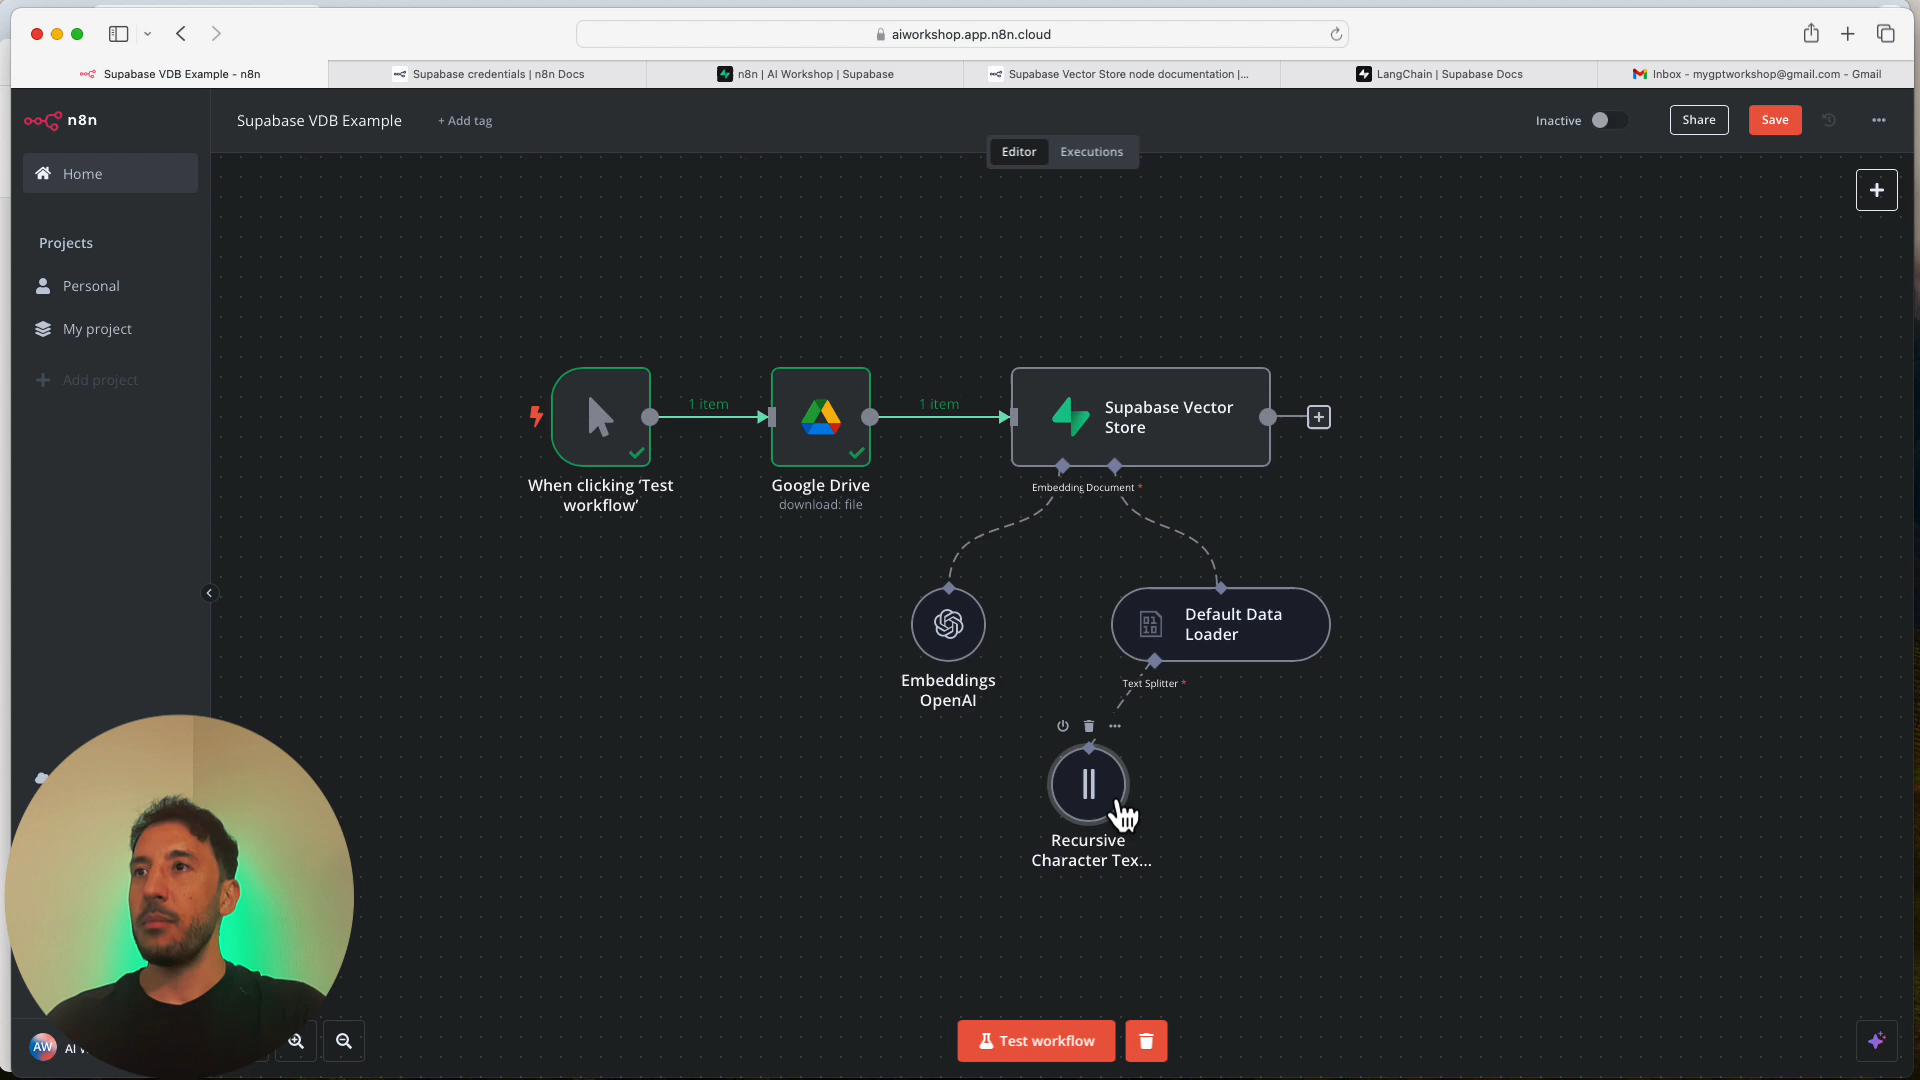 aiworkshop.app.n8n.cloud
Supabase VDB Example - n8n
Supabase credentials | n8n Docs
n8n | AI Workshop | Supabase
Supabase Vector Store node documentation |...
LangChain | Supabase Docs
Inbox - mygptworkshop@gmail.com - Gmail
n8n
Supabase VDB Example
+ Add tag
Inactive
Share
Save
Editor
Executions
Home
Projects
Personal
My project
Add project
1 item
1 item
Supabase Vector
Store
When clicking ‘Test
workflow’
Google Drive
download: file
Embedding
Document *
Default Data
Loader
Embeddings
OpenAI
Text Splitter *
Recursive
Character Tex...
AW
AI
Test workflow